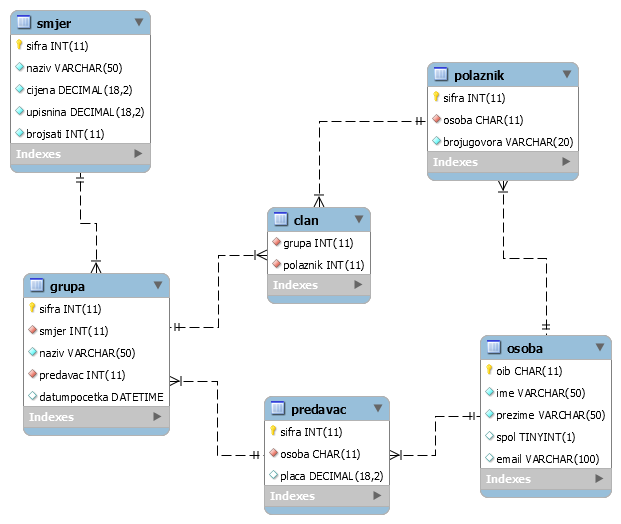 smjer
sifra INT(11)
naziv VARCHAR(50)
cijena DECIMAL(18,2)
upisnina DECIMAL(18,2)
brojsati INT(11)
Indexes
polaznik
sifra INT(11)
osoba CHAR(11)
brojugovora VARCHAR(20)
Indexes
clan
grupa INT(11)
polaznik INT(11)
Indexes
grupa
sifra INT(11)
smjer INT(11)
naziv VARCHAR(50)
predavac INT(11)
datumpocetka DATETIME
Indexes
osoba
oib CHAR(11)
ime VARCHAR(50)
prezime VARCHAR(50)
spol TINYINT(1)
email VARCHAR(100)
Indexes
predavac
sifra INT(11)
osoba CHAR(11)
placa DECIMAL(18,2)
Indexes